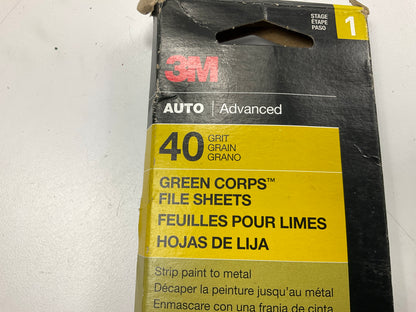 STAGE
ÉTAPE
PASO
1
3M
AUTO | Advanced
40 GRIT
GRAIN
GRANO
GREEN CORPS™
FILE SHEETS
FEUILLES POUR LIMES
HOJAS DE LIJA
Strip paint to metal
Décaper la peinture jusqu'au métal
Enmascare con una franja de cinta